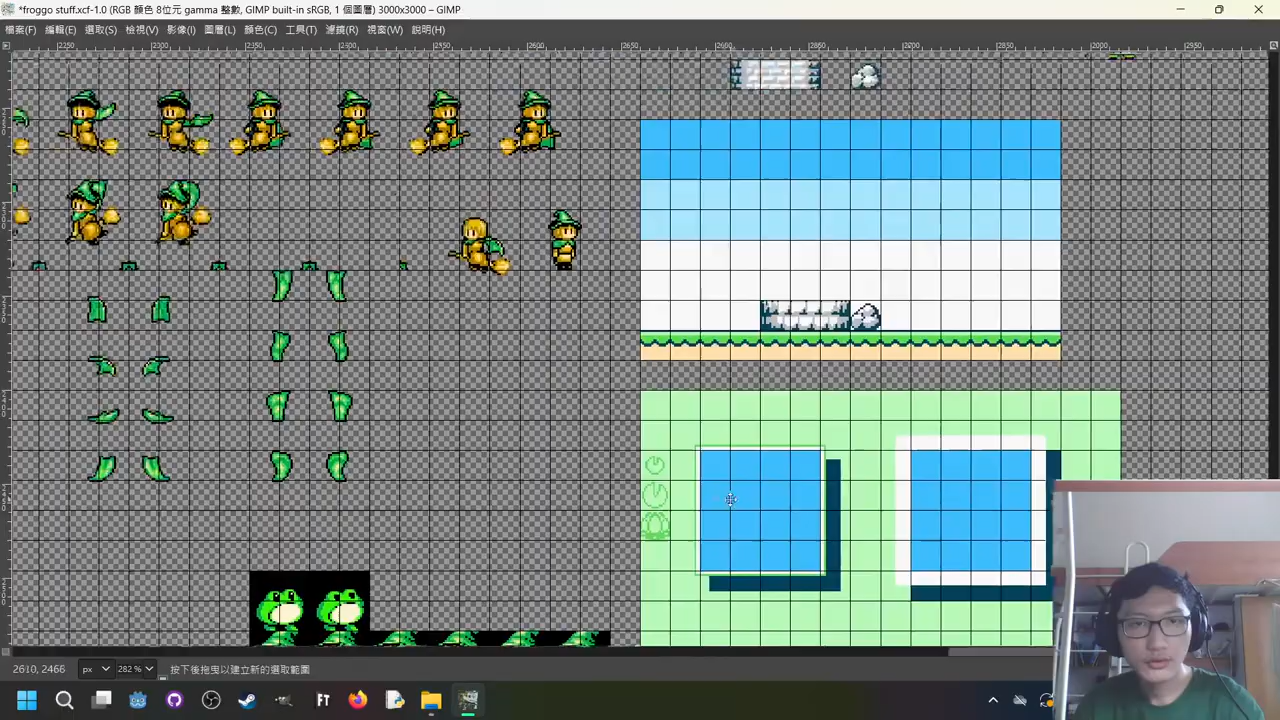 *froggo stuff.xcf-1.0 (RGB 顏色 8位元 gamma 整數, GIMP built-in sRGB, 1 個圖層) 3000x3000 – GIMP
檔案(F) 編輯(E) 選取(S) 檢視(V) 影像(I) 圖層(L) 顏色(C) 工具(T) 濾鏡(R) 視窗(W) 說明(H)
2610, 2466 px 282 % 按下後拖曳以建立新的選取範圍
FT